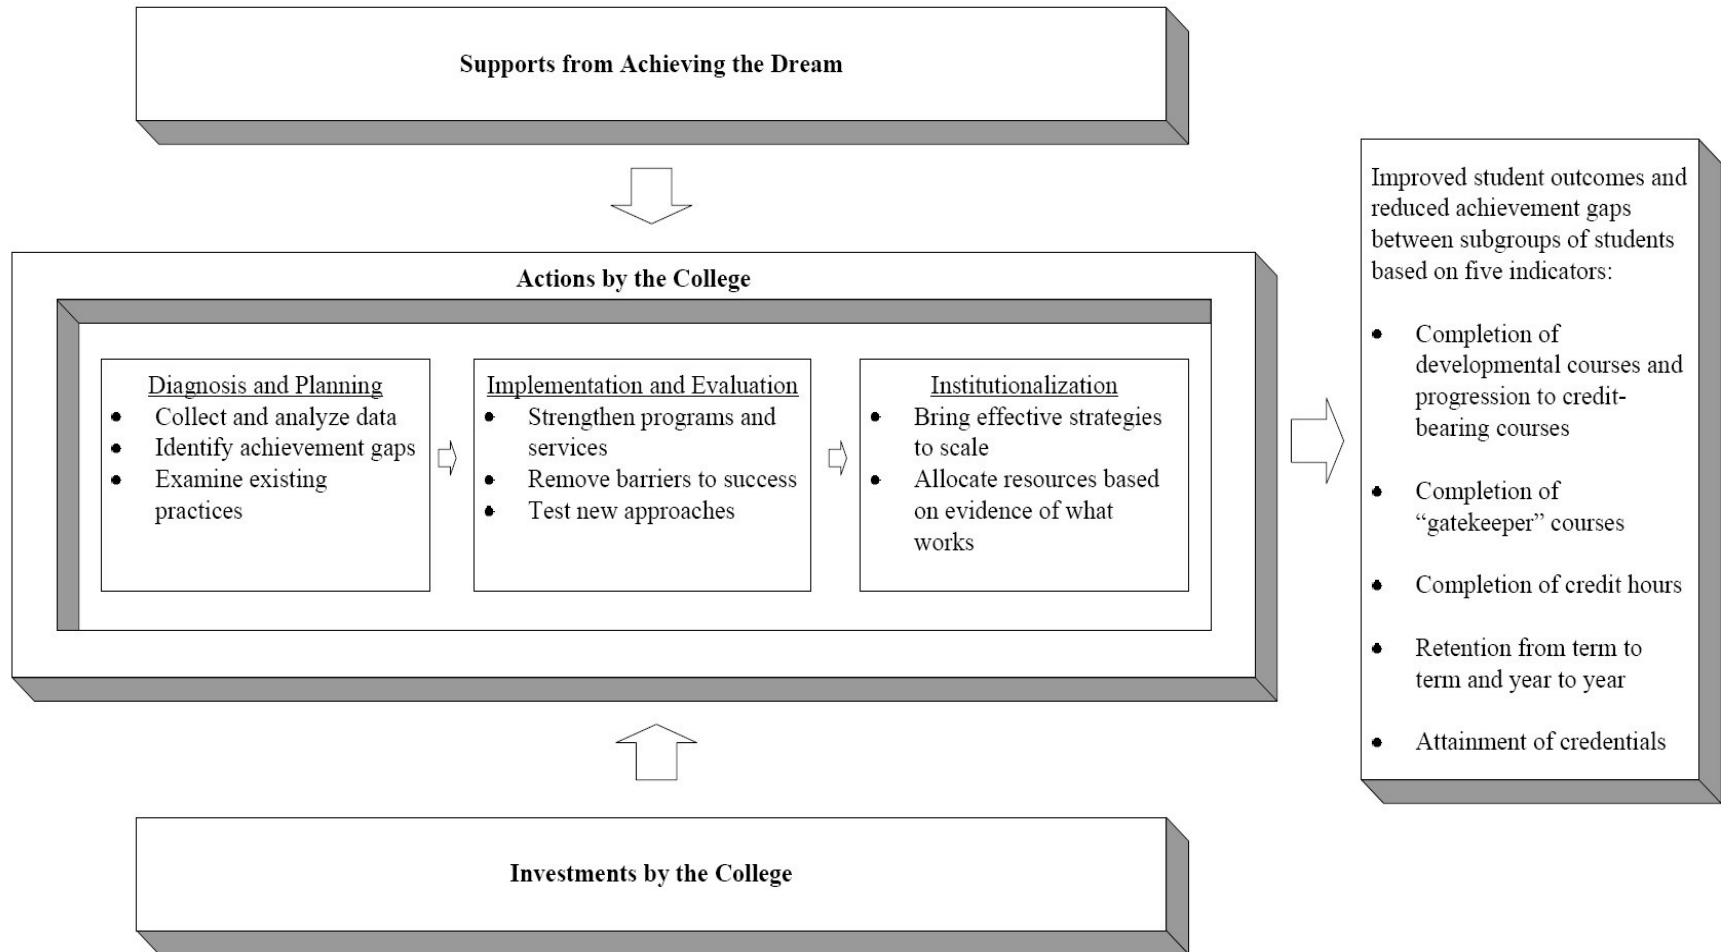 Supports from Achieving the Dream
Actions by the College
Diagnosis and Planning
● Collect and analyze data
● Identify achievement gaps
● Examine existing
practices
Implementation and Evaluation
● Strengthen programs and
services
● Remove barriers to success
● Test new approaches
Institutionalization
● Bring effective strategies
to scale
● Allocate resources based
on evidence of what
works
Improved student outcomes and
reduced achievement gaps
between subgroups of students
based on five indicators:
● Completion of
developmental courses and
progression to credit-
bearing courses
● Completion of
“gatekeeper” courses
● Completion of credit hours
● Retention from term to
term and year to year
● Attainment of credentials
Investments by the College